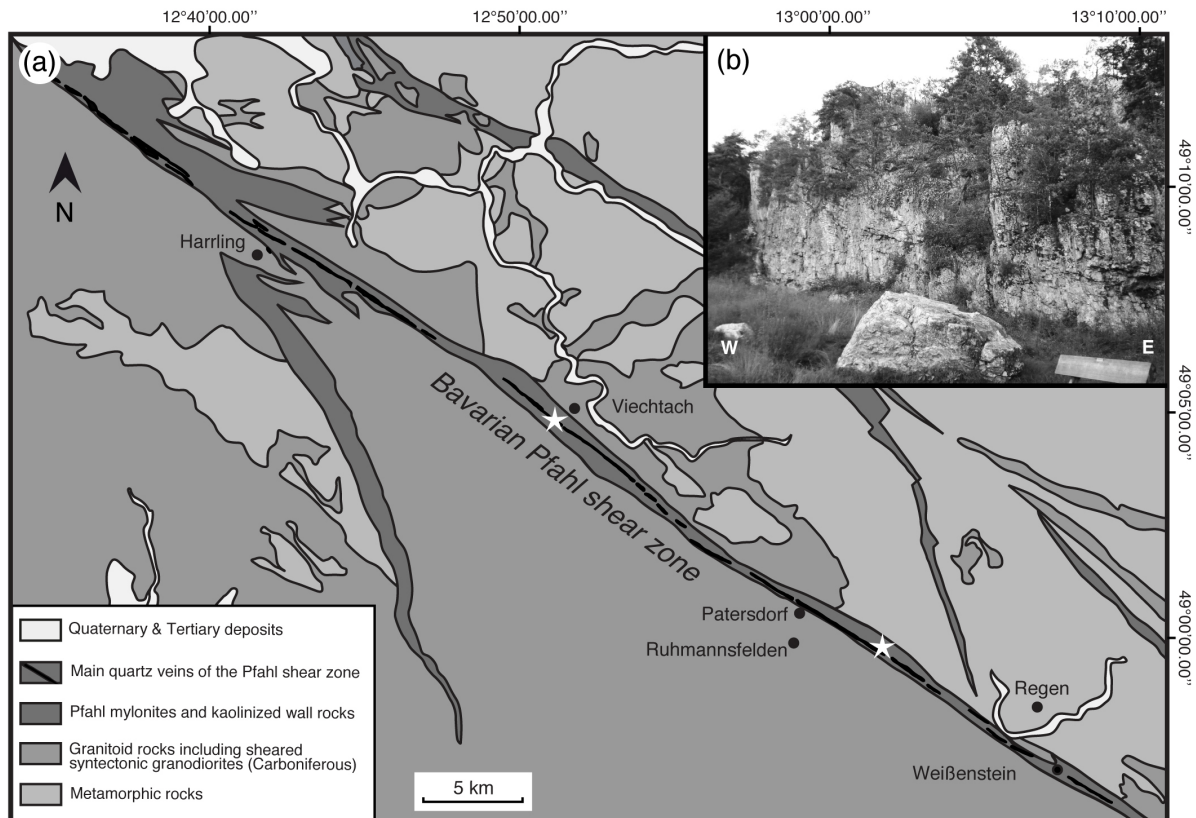 12°40'00.00''
12°50'00.00''
13°00'00.00''
13°10'00.00''
(a)
(b)
N
W
E
49°10'00.00''
49°05'00.00''
49°00'00.00''
Harrling
Viechtach
Bavarian Pfahl shear zone
Patersdorf
Ruhmannsfelden
Regen
Weißenstein
Quaternary & Tertiary deposits
Main quartz veins of the Pfahl shear zone
Pfahl mylonites and kaolinized wall rocks
Granitoid rocks including sheared
syntectonic granodiorites (Carboniferous)
Metamorphic rocks
5 km